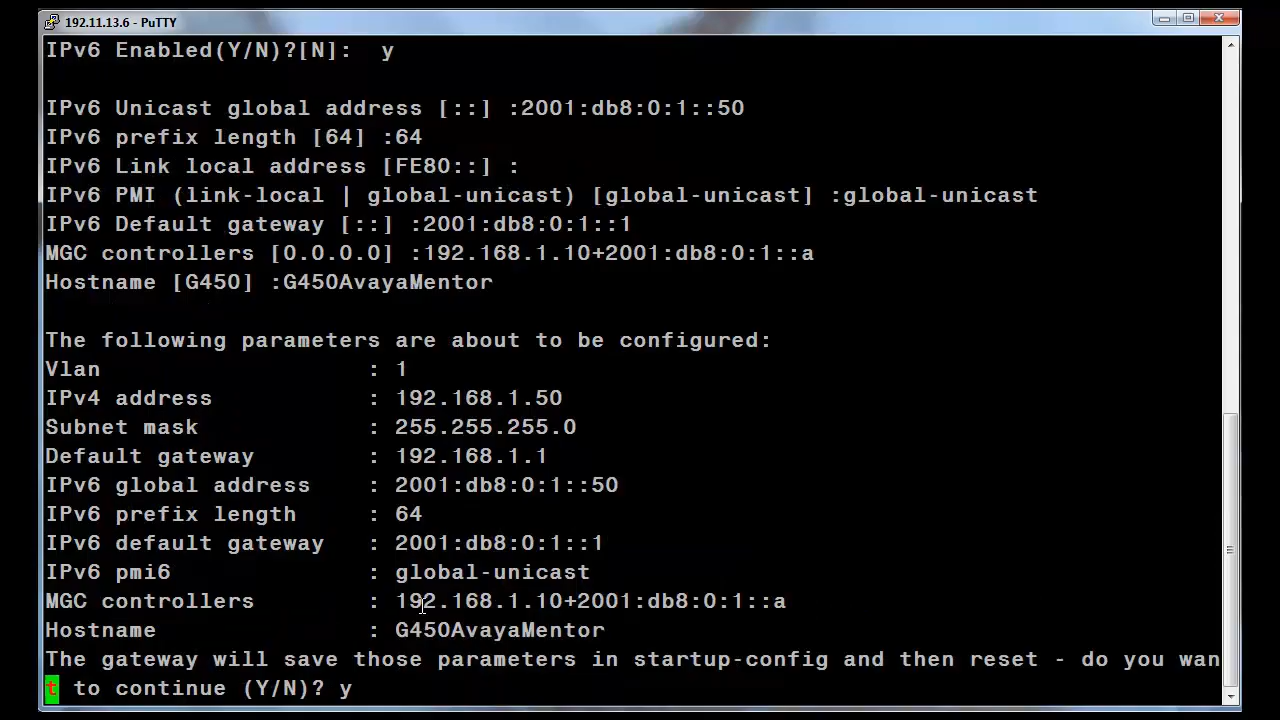 192.11.13.6 - PuTTY
IPv6 Enabled(Y/N)?[N]:  y
IPv6 Unicast global address [::] :2001:db8:0:1::50
IPv6 prefix length [64] :64
IPv6 Link local address [FE80::] :
IPv6 PMI (link-local | global-unicast) [global-unicast] :global-unicast
IPv6 Default gateway [::] :2001:db8:0:1::1
MGC controllers [0.0.0.0] :192.168.1.10+2001:db8:0:1::a
Hostname [G450] :G450AvayaMentor
The following parameters are about to be configured:
Vlan                   : 1
IPv4 address           : 192.168.1.50
Subnet mask            : 255.255.255.0
Default gateway        : 192.168.1.1
IPv6 global address    : 2001:db8:0:1::50
IPv6 prefix length     : 64
IPv6 default gateway   : 2001:db8:0:1::1
IPv6 pmi6              : global-unicast
MGC controllers        : 192.168.1.10+2001:db8:0:1::a
Hostname               : G450AvayaMentor
The gateway will save those parameters in startup-config and then reset - do you wan
t to continue (Y/N)? y